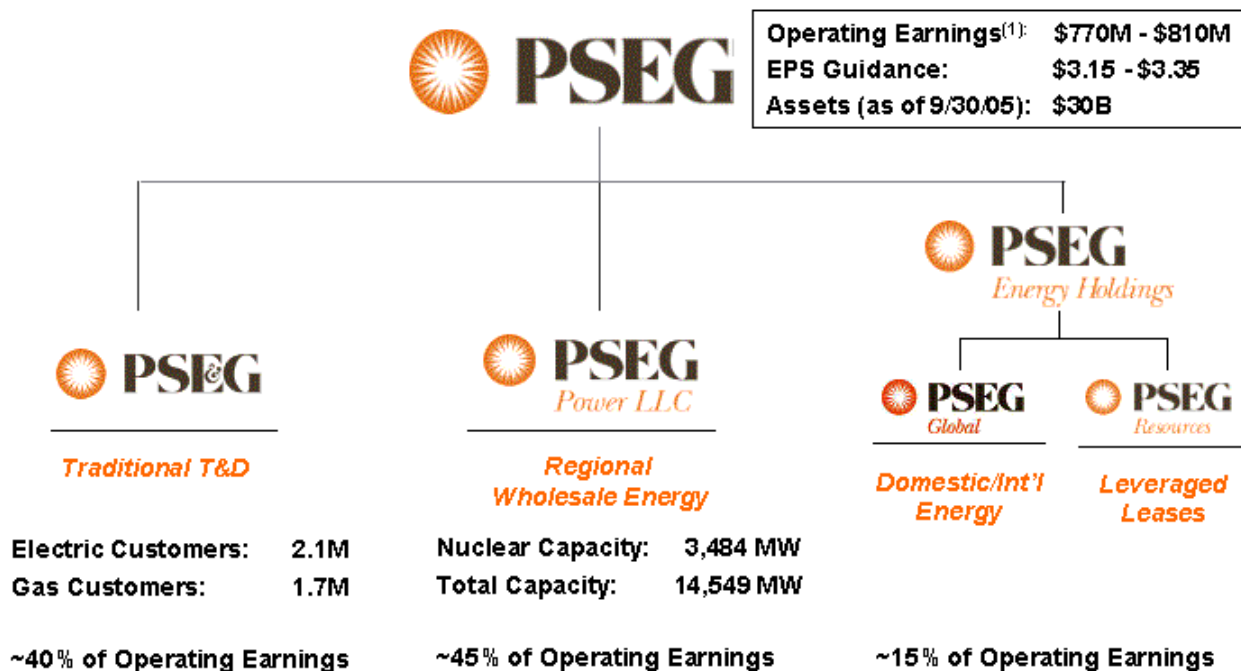 PSEG
Operating Earnings(1): $770M - $810M
EPS Guidance: $3.15 - $3.35
Assets (as of 9/30/05): $30B
PSEG
Energy Holdings
PSE&G
PSEG
Power LLC
PSEG
Global
PSEG
Resources
Traditional T&D
Regional
Wholesale Energy
Domestic/Int'l
Energy
Leveraged
Leases
Electric Customers: 2.1M
Gas Customers: 1.7M
Nuclear Capacity: 3,484 MW
Total Capacity: 14,549 MW
~40% of Operating Earnings
~45% of Operating Earnings
~15% of Operating Earnings